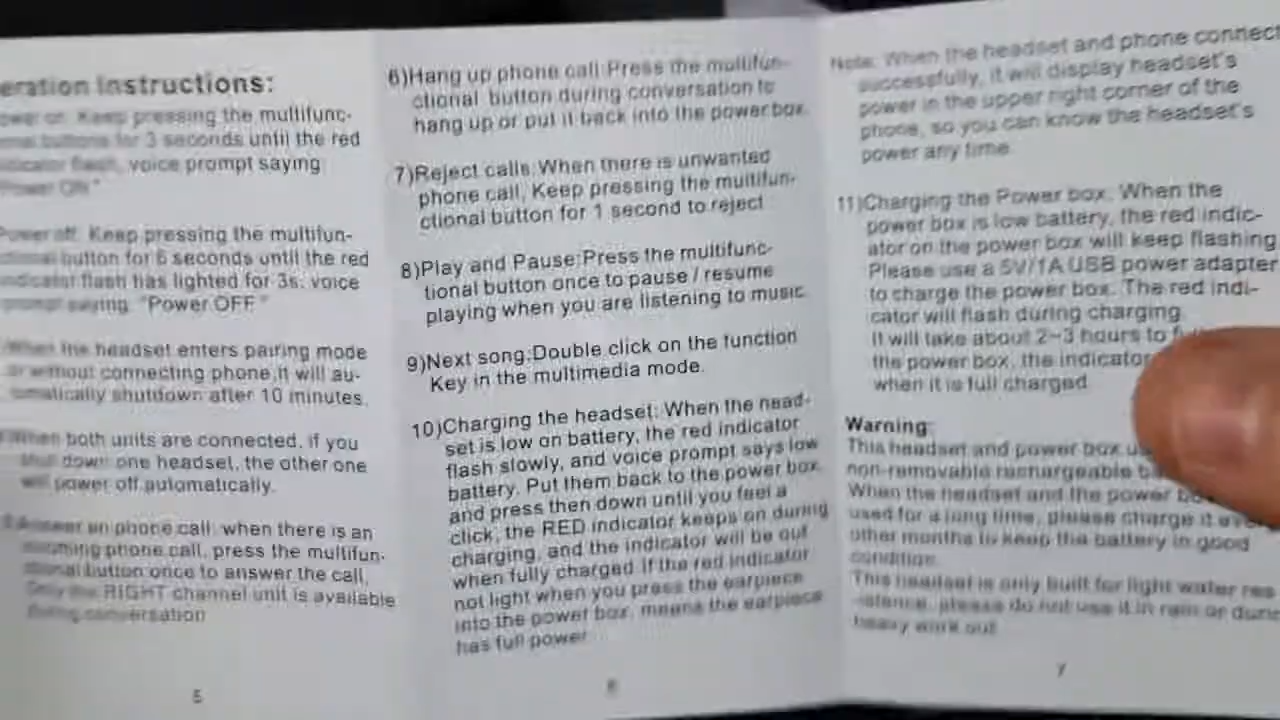 eration Instructions:
ower on: Keep pressing the multifunc-
buttons for 3 seconds until the red
flash, voice prompt saying
"Power ON"
Power off: Keep pressing the multifun-
button for 6 seconds until the red
indicator flash has lighted for 3s: voice
prompt saying: "Power OFF"
When the headset enters pairing mode
without connecting phone,it will au-
tomatically shutdown after 10 minutes.
When both units are connected, if you
down one headset, the other one
will power off automatically.
Answer an phone call: when there is an
incoming phone call, press the multifun-
ctional button once to answer the call,
Only the RIGHT channel unit is available
during conversation
5
6)Hang up phone call:Press the multifun-
ctional button during conversation to
hang up or put it back into the power box.
7)Reject calls:When there is unwanted
phone call, Keep pressing the multifun-
ctional button for 1 second to reject
8)Play and Pause:Press the multifunc-
tional button once to pause / resume
playing when you are listening to music.
9)Next song:Double click on the function
Key in the multimedia mode.
10)Charging the headset: When the head-
set is low on battery, the red indicator
flash slowly, and voice prompt says low
battery. Put them back to the power box
and press then down until you feel a
click, the RED indicator keeps on during
charging, and the indicator will be out
when fully charged.If the red indicator
not light when you press the earpiece
into the power box, means the earpiece
has full power
6
Note: When the headset and phone connect
successfully, it will display headset's
power in the upper right corner of the
phone, so you can know the headset's
power any time.
11)Charging the Power box: When the
power box is low battery, the red indic-
ator on the power box will keep flashing
Please use a 5V/1A USB power adapter
to charge the power box. The red indi-
cator will flash during charging.
It will take about 2~3 hours to
the power box, the indicator
when it is full charged.
Warning:
This headset and power box
non-removable rechargeable
When the headset and the power
used for a long time, please charge it
other months to keep the battery in good
condition.
This headset is only built for light water res
-istance, please do not use it in rain or
heavy work out.
7